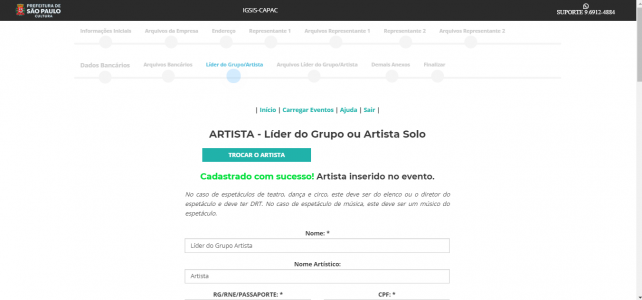 PREFEITURA DE
SÃO PAULO
CULTURA
IGSIS-CAPAC
SUPORTE 9.6912-4884
Informações Iniciais Arquivos da Empresa Endereço Representante 1 Arquivos Representante 1 Representante 2 Arquivos Representante 2
Dados Bancários Arquivos Bancários Líder do Grupo/Artista Arquivos Líder do Grupo/Artista Demais Anexos Finalizar
| Início | Carregar Eventos | Ajuda | Sair |
ARTISTA - Líder do Grupo ou Artista Solo
TROCAR O ARTISTA
Cadastrado com sucesso! Artista inserido no evento.
No caso de espetáculos de teatro, dança e circo, este deve ser do elenco ou o diretor do
espetáculo e deve ter DRT. No caso de espetáculo de música, este deve ser um músico do
espetáculo.
Nome: *
Líder do Grupo Artista
Nome Artístico:
Artista
RG/RNE/PASSAPORTE: * CPF: *